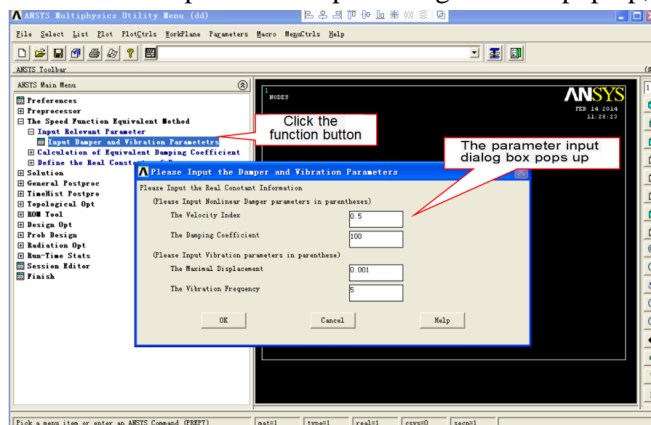 ANSYS Multiphysics Utility Menu (dd)
File Select List Plot PlotCtrls WorkPlane Parameters Macro MenuCtrls Help
ANSYS Toolbar
ANSYS Main Menu
Preferences
Preprocessor
The Speed Function Equivalent Method
Input Relevant Parameter
Input Damper and Vibration Parametetrs
Calculation of Equivalent Damping Coefficient
Define the Real Constant
Solution
General Postproc
TimeHist Postpro
Topological Opt
ROM Tool
Design Opt
Prob Design
Radiation Opt
Run-Time Stats
Session Editor
Finish
1
NODES
ANSYS
FEB 14 2014
11:28:23
Click the
function button
The parameter input
dialog box pops up
Please Input the Damper and Vibration Parameters
Please Input the Real Constant Information
(Please Input Nonlinear Damper parameters in parentheses)
The Velocity Index 0.5
The Damping Coefficient 100
(Please Input Vibration parameters in parenthese)
The Maximal Displacement 0.001
The Vibration Frequency 5
OK Cancel Help
Pick a menu item or enter an ANSYS Command (PREP7) mat=1 type=1 real=1 csys=0 secn=1